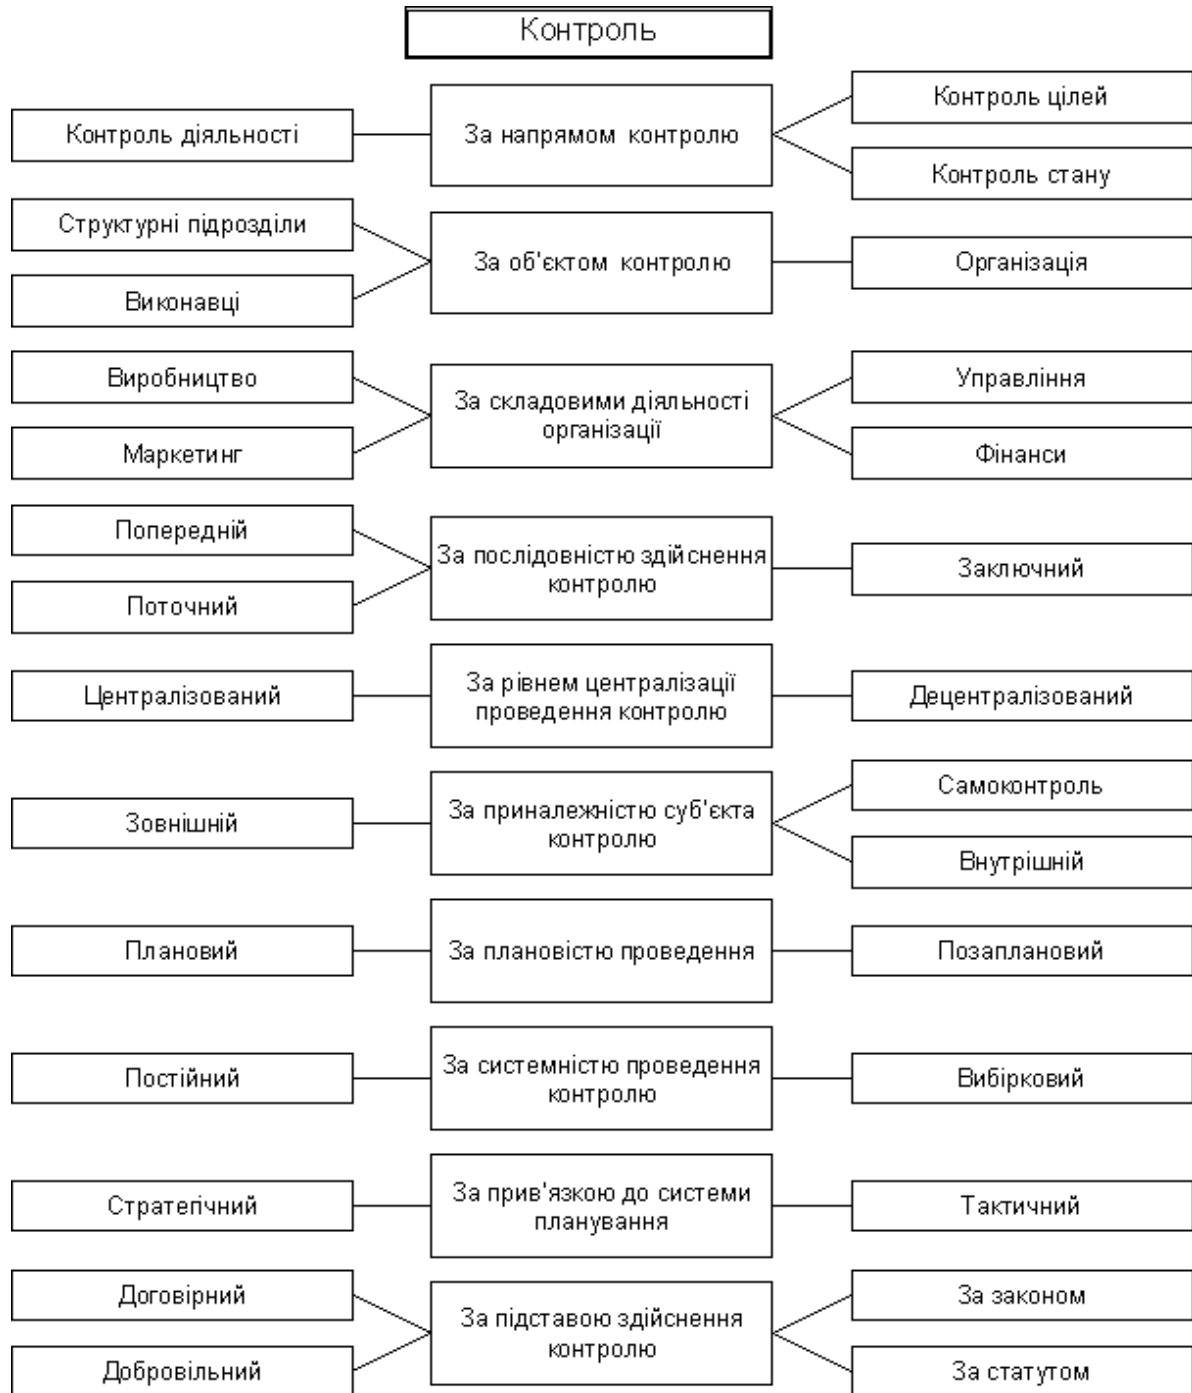 Контроль
Контроль діяльності
За напрямом контролю
Контроль цілей
Контроль стану
Структурні підрозділи
Виконавці
За об'єктом контролю
Організація
Виробництво
Маркетинг
За складовими діяльності
організації
Управління
Фінанси
Попередній
Поточний
За послідовністю здійснення
контролю
Заключний
Централізований
За рівнем централізації
проведення контролю
Децентралізований
Зовнішній
За приналежністю суб'єкта
контролю
Самоконтроль
Внутрішній
Плановий
За плановістю проведення
Позаплановий
Постійний
За системністю проведення
контролю
Вибірковий
Стратегічний
За прив'язкою до системи
планування
Тактичний
Договірний
Добровільний
За підставою здійснення
контролю
За законом
За статутом